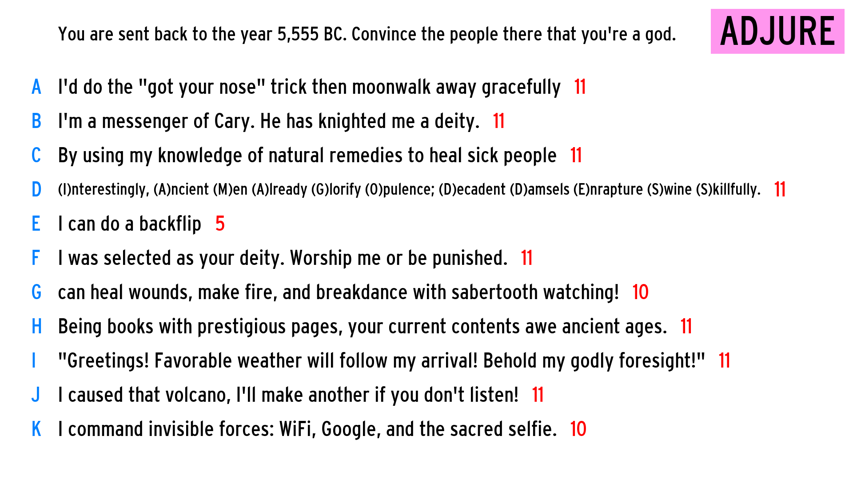 You are sent back to the year 5,555 BC. Convince the people there that you're a god.
ADJURE
A I'd do the "got your nose" trick then moonwalk away gracefully 11
B I'm a messenger of Cary. He has knighted me a deity. 11
C By using my knowledge of natural remedies to heal sick people 11
D (I)nterestingly, (A)ncient (M)en (A)lready (G)lorify (O)pulence; (D)ecadent (D)amsels (E)nrapture (S)wine (S)killfully. 11
E I can do a backflip 5
F I was selected as your deity. Worship me or be punished. 11
G can heal wounds, make fire, and breakdance with sabertooth watching! 10
H Being books with prestigious pages, your current contents awe ancient ages. 11
I "Greetings! Favorable weather will follow my arrival! Behold my godly foresight!" 11
J I caused that volcano, I'll make another if you don't listen! 11
K I command invisible forces: WiFi, Google, and the sacred selfie. 10